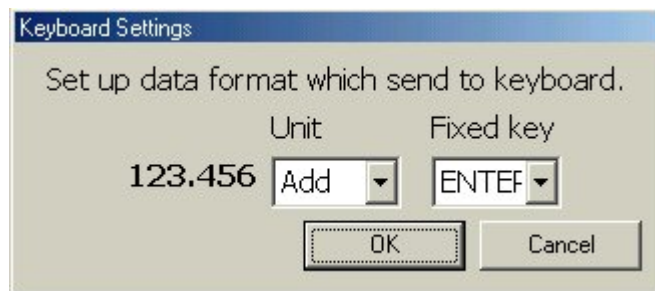 Keyboard Settings
Set up data format which send to keyboard.
Unit Fixed key
123.456 Add ENTER
OK Cancel